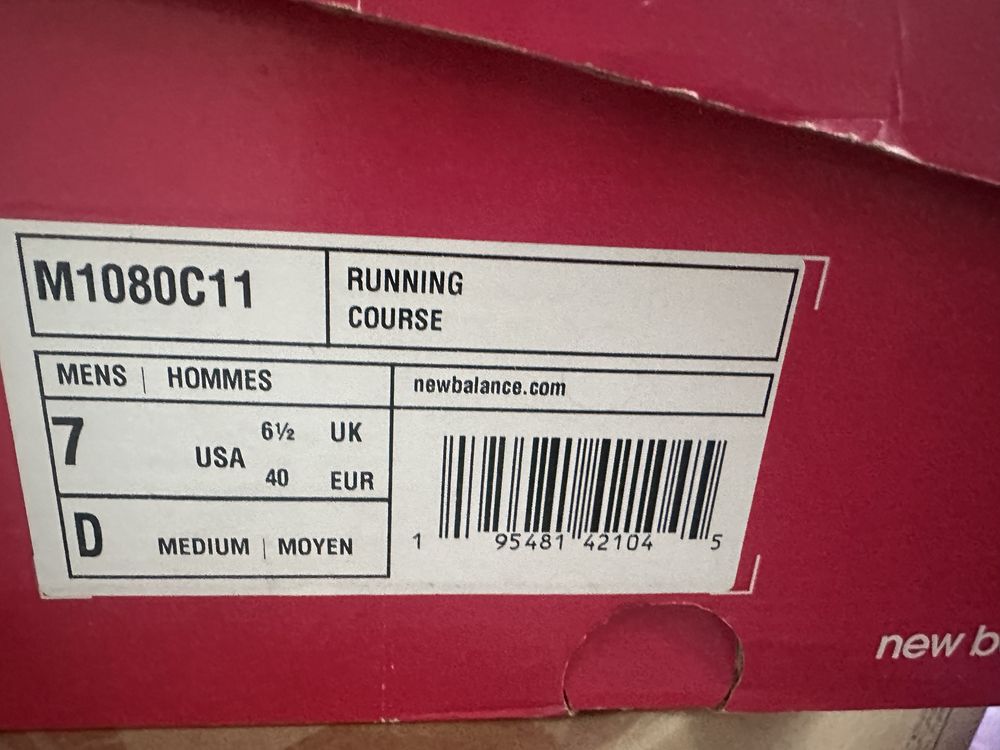 M1080C11
RUNNING
COURSE
MENS | HOMMES
newbalance.com
7 USA 6½ UK
40 EUR
D MEDIUM | MOYEN
1 95481 42104 5
new b